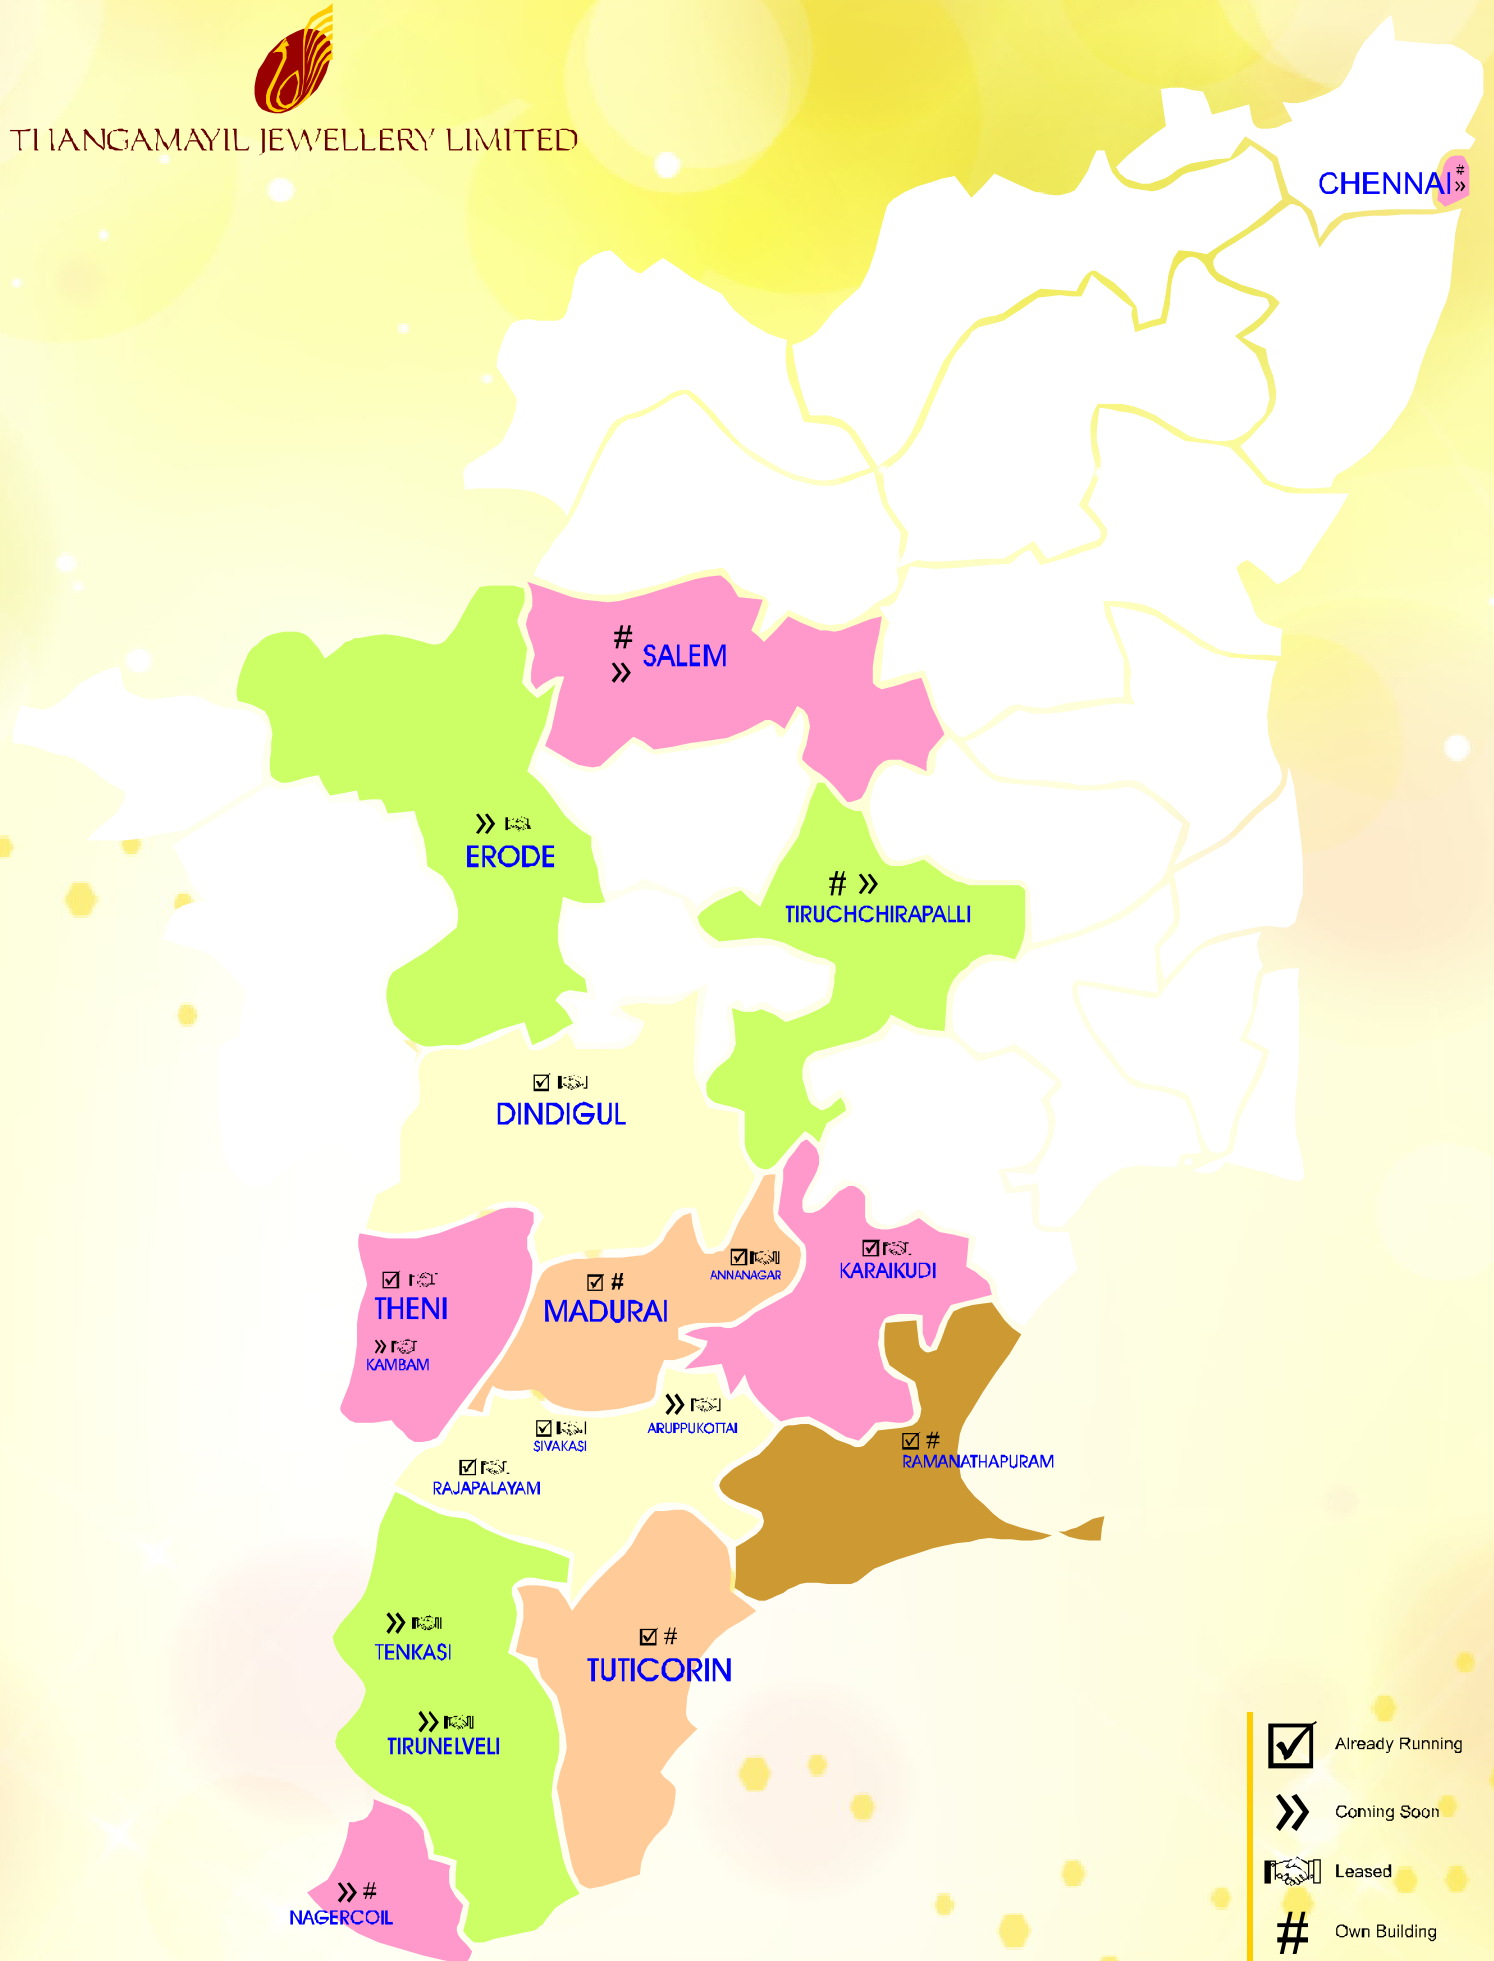 THANGAMAYIL JEWELLERY LIMITED
CHENNAI #
»
#
» SALEM
»
ERODE
# »
TIRUCHCHIRAPALLI
DINDIGUL
ANNANAGAR
KARAIKUDI
THENI
#
MADURAI
»
KAMBAM
»
ARUPPUKOTTAI
SIVAKASI
#
RAMANATHAPURAM
RAJAPALAYAM
»
TENKASI
#
TUTICORIN
»
TIRUNELVELI
» #
NAGERCOIL
Already Running
» Coming Soon
Leased
# Own Building